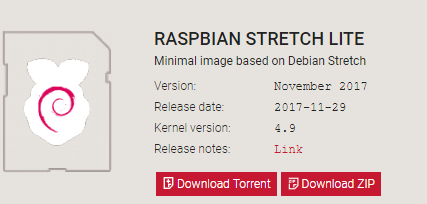 RASPBIAN STRETCH LITE
Minimal image based on Debian Stretch
Version: November 2017
Release date: 2017-11-29
Kernel version: 4.9
Release notes: Link
Download Torrent Download ZIP